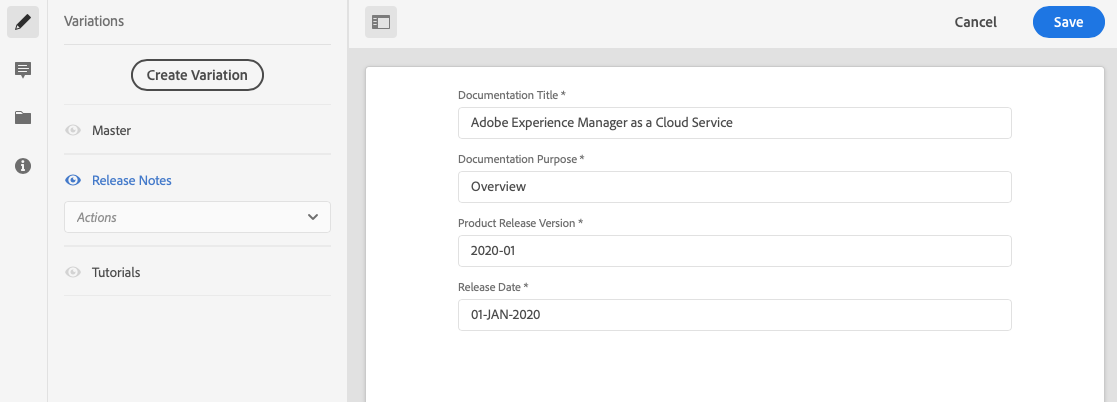 Variations
Create Variation
Master
Release Notes
Actions
Tutorials
Cancel
Save
Documentation Title *
Adobe Experience Manager as a Cloud Service
Documentation Purpose *
Overview
Product Release Version *
2020-01
Release Date *
01-JAN-2020